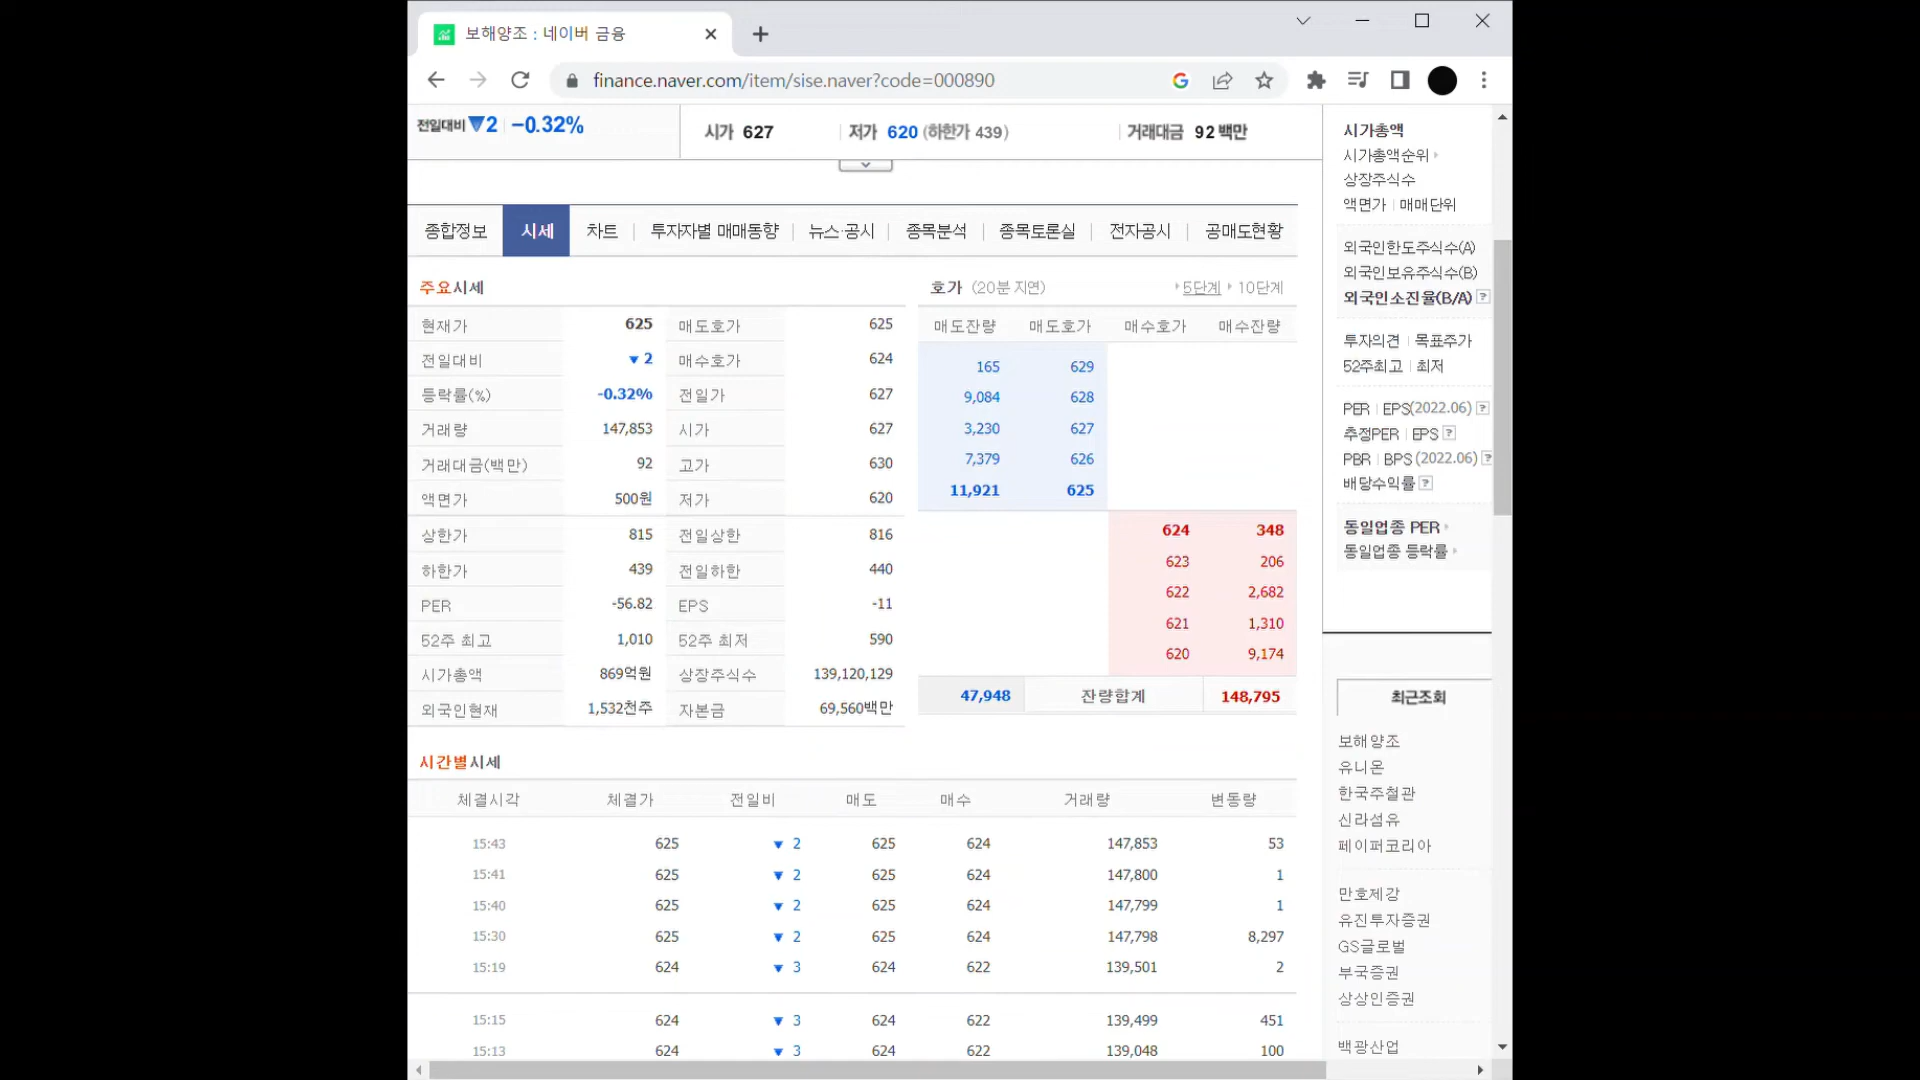 보해양조 : 네이버 금융
finance.naver.com/item/sise.naver?code=000890
전일대비 ▼2 -0.32%
시가 627 저가 620 (하한가 439) 거래대금 92 백만
종합정보 시세 차트 투자자별 매매동향 뉴스·공시 종목분석 종목토론실 전자공시 공매도현황
주요시세
현재가 625 매도호가 625
전일대비 ▼ 2 매수호가 624
등락률(%) -0.32% 전일가 627
거래량 147,853 시가 627
거래대금(백만) 92 고가 630
액면가 500원 저가 620
상한가 815 전일상한 816
하한가 439 전일하한 440
PER -56.82 EPS -11
52주 최고 1,010 52주 최저 590
시가총액 869억원 상장주식수 139,120,129
외국인현재 1,532천주 자본금 69,560백만
호가 (20분 지연) 5단계 10단계
매도잔량 매도호가 매수호가 매수잔량
165 629
9,084 628
3,230 627
7,379 626
11,921 625
624 348
623 206
622 2,682
621 1,310
620 9,174
47,948 잔량합계 148,795
시간별시세
체결시각 체결가 전일비 매도 매수 거래량 변동량
15:43 625 ▼ 2 625 624 147,853 53
15:41 625 ▼ 2 625 624 147,800 1
15:40 625 ▼ 2 625 624 147,799 1
15:30 625 ▼ 2 625 624 147,798 8,297
15:19 624 ▼ 3 624 622 139,501 2
15:15 624 ▼ 3 624 622 139,499 451
15:13 624 ▼ 3 624 622 139,048 100
시가총액
시가총액순위
상장주식수
액면가 | 매매단위
외국인한도주식수(A)
외국인보유주식수(B)
외국인소진율(B/A) ?
투자의견 | 목표주가
52주최고 | 최저
PER | EPS(2022.06) ?
추정PER | EPS ?
PBR | BPS (2022.06) ?
배당수익률 ?
동일업종 PER
동일업종 등락률
최근조회
보해양조
유니온
한국주철관
신라섬유
페이퍼코리아
만호제강
유진투자증권
GS글로벌
부국증권
상상인증권
백광산업